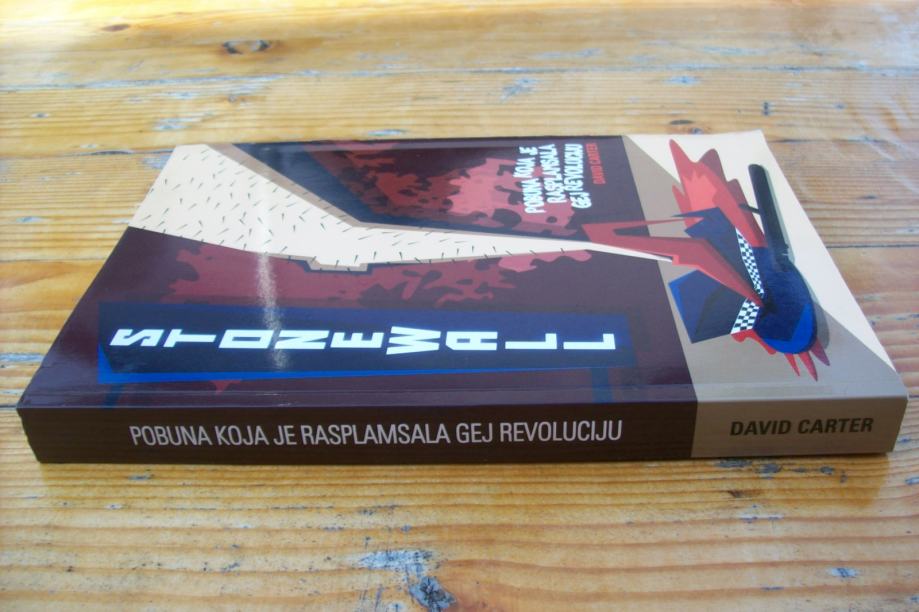 STONEWALL
POBUNA KOJA JE
RASPLAMSALA
GEJ REVOLUCIJU
DAVID CARTER
POBUNA KOJA JE RASPLAMSALA GEJ REVOLUCIJU
DAVID CARTER